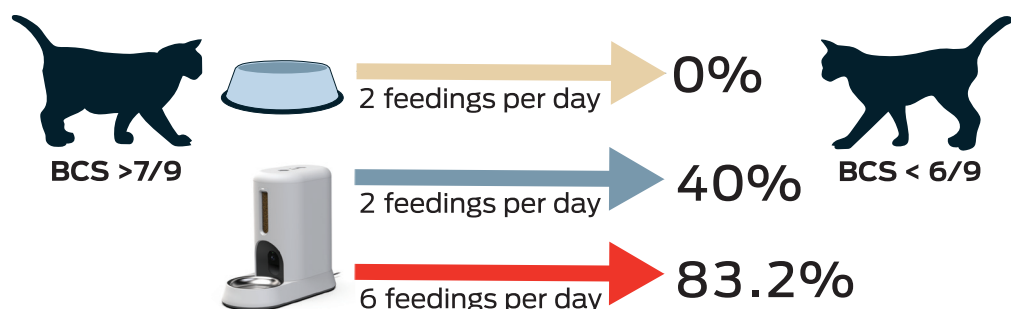 2 feedings per day
0%
BCS >7/9
BCS < 6/9
2 feedings per day
40%
6 feedings per day
83.2%